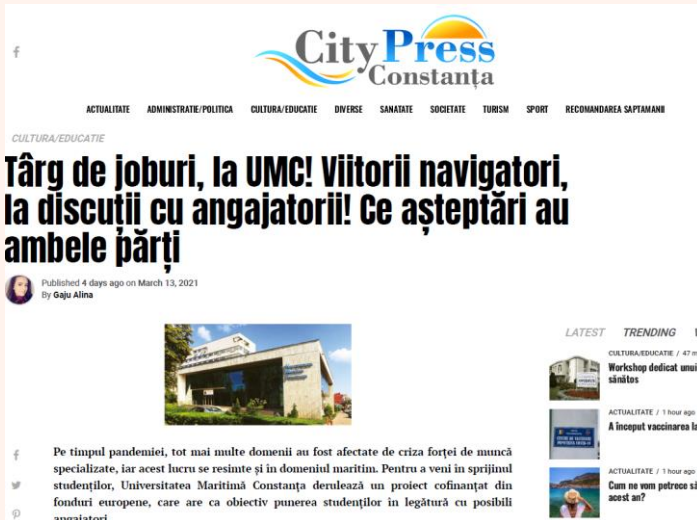 City Press
Constanța
ACTUALITATE ADMINISTRATIE/POLITICA CULTURA/EDUCATIE DIVERSE SANATATE SOCIETATE TURISM SPORT RECOMANDAREA SAPTAMANII
CULTURA/EDUCATIE
Târg de joburi, la UMC! Viitorii navigatori,
la discuții cu angajatorii! Ce așteptări au
ambele părți
Published 4 days ago on March 13, 2021
By Gaju Alina
LATEST TRENDING
CULTURA/EDUCATIE / 47 m
Workshop dedicat unui
sănătos
ACTUALITATE / 1 hour ago
A început vaccinarea la
ACTUALITATE / 1 hour ago
Cum ne vom petrece să
acest an?
Pe timpul pandemiei, tot mai multe domenii au fost afectate de criza forței de muncă
specializate, iar acest lucru se resimte și în domeniul maritim. Pentru a veni în sprijinul
studenților, Universitatea Maritimă Constanța derulează un proiect cofinanțat din
fonduri europene, care are ca obiectiv punerea studenților în legătură cu posibili
angajatori